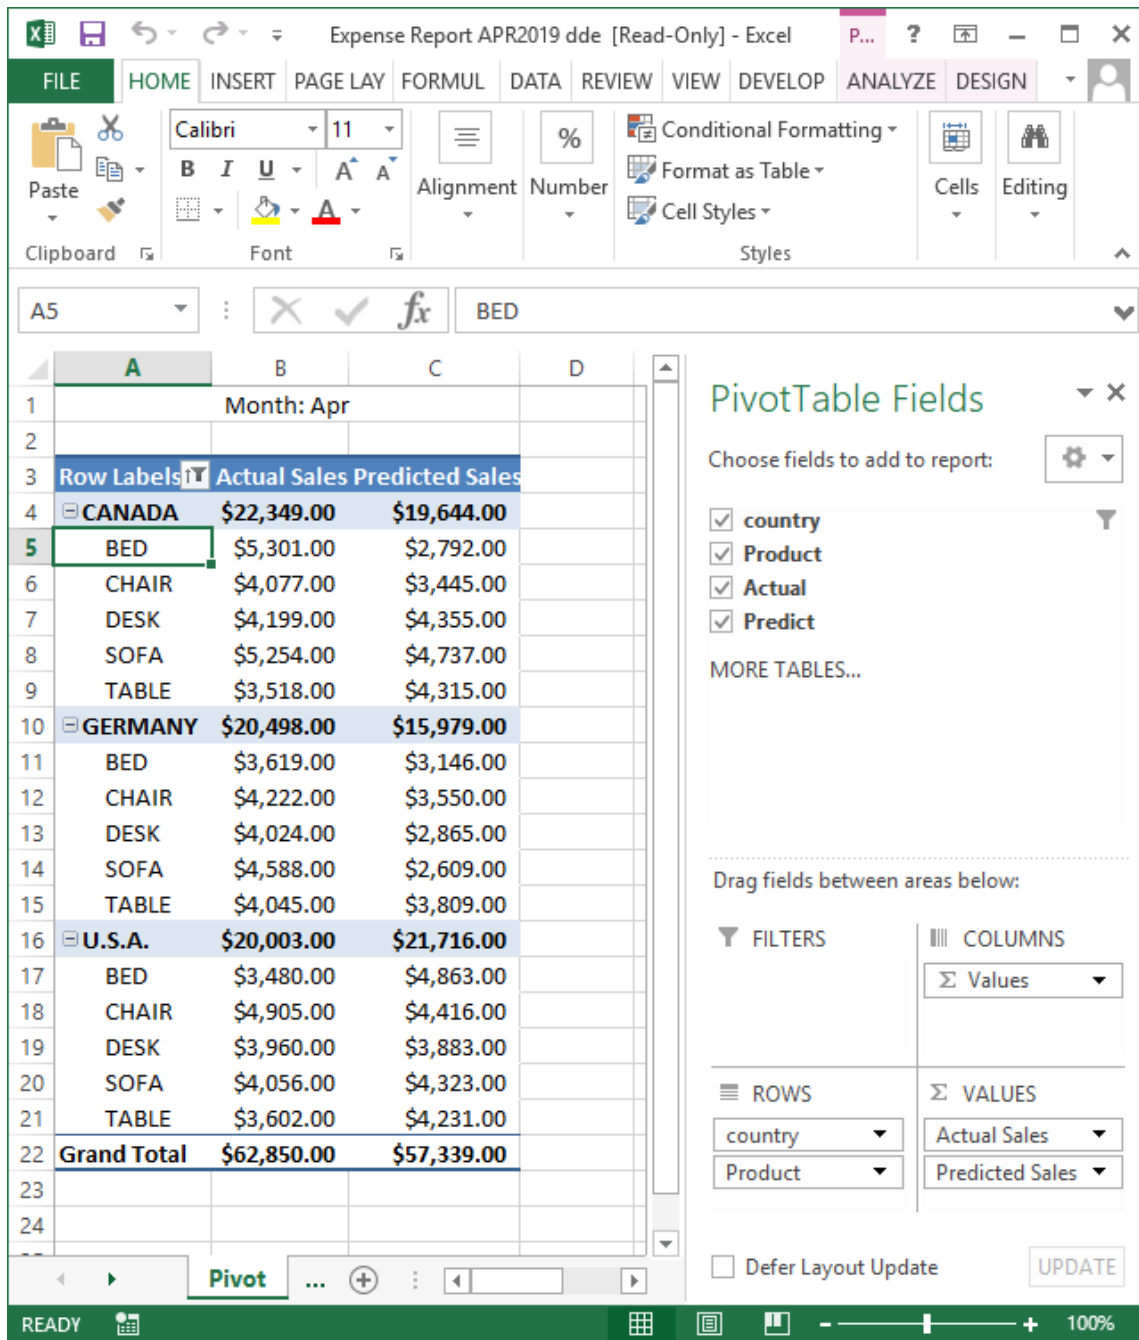 Expense Report APR2019 dde [Read-Only] - Excel P... ?
FILE HOME INSERT PAGE LAY FORMUL DATA REVIEW VIEW DEVELOP ANALYZE DESIGN
Calibri 11 % Conditional Formatting
Paste B I U A A Alignment Number Format as Table Cells Editing
A Cell Styles
Clipboard Font Styles
A5 fx BED
A B C D
1 Month: Apr
2
3 Row Labels Actual Sales Predicted Sales
4 CANADA $22,349.00 $19,644.00
5 BED $5,301.00 $2,792.00
6 CHAIR $4,077.00 $3,445.00
7 DESK $4,199.00 $4,355.00
8 SOFA $5,254.00 $4,737.00
9 TABLE $3,518.00 $4,315.00
10 GERMANY $20,498.00 $15,979.00
11 BED $3,619.00 $3,146.00
12 CHAIR $4,222.00 $3,550.00
13 DESK $4,024.00 $2,865.00
14 SOFA $4,588.00 $2,609.00
15 TABLE $4,045.00 $3,809.00
16 U.S.A. $20,003.00 $21,716.00
17 BED $3,480.00 $4,863.00
18 CHAIR $4,905.00 $4,416.00
19 DESK $3,960.00 $3,883.00
20 SOFA $4,056.00 $4,323.00
21 TABLE $3,602.00 $4,231.00
22 Grand Total $62,850.00 $57,339.00
23
24
PivotTable Fields
Choose fields to add to report:
country
Product
Actual
Predict
MORE TABLES...
Drag fields between areas below:
FILTERS
COLUMNS
Σ Values
ROWS
country
Product
Σ VALUES
Actual Sales
Predicted Sales
Defer Layout Update UPDATE
Pivot ...
READY 100%